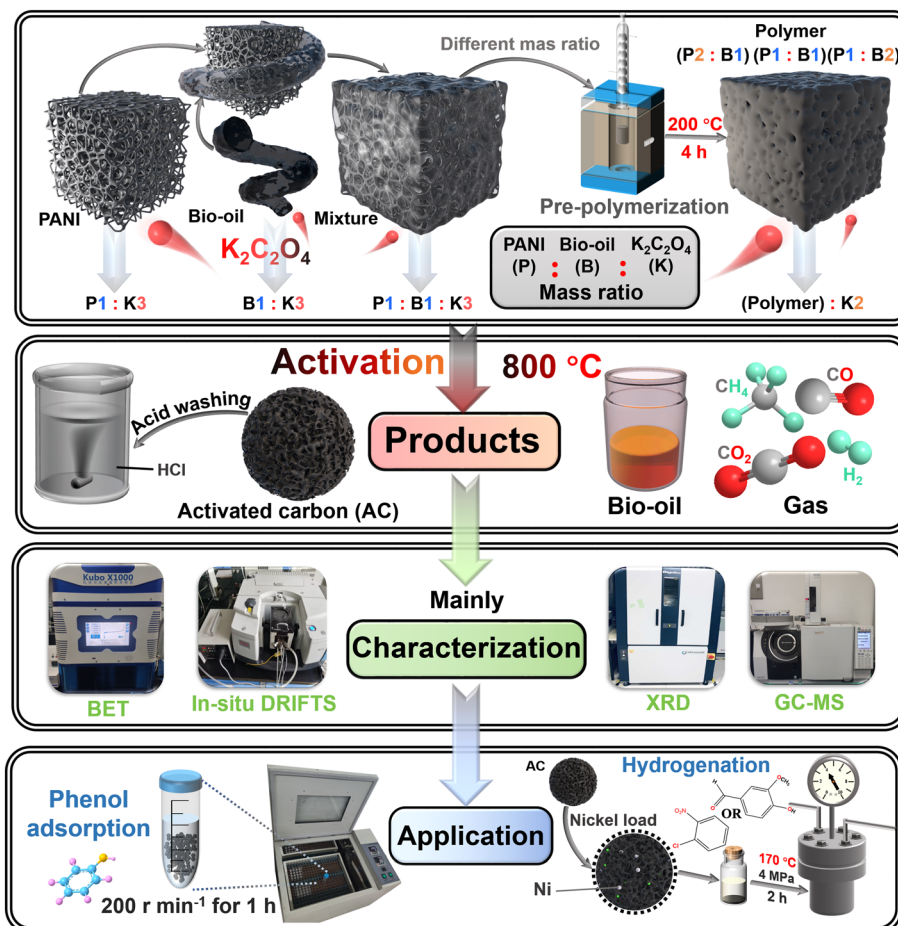 Polymer
(P2 : B1) (P1 : B1)(P1 : B2)
Different mas ratio
200 °C
4 h
PANI
Bio-oil
Mixture
K₂C₂O₄
Pre-polymerization
PANI Bio-oil K₂C₂O₄
(P) : (B) : (K)
Mass ratio
P1 : K3
B1 : K3
P1 : B1 : K3
(Polymer) : K2
Activation 800 °C
Acid washing
HCl
Activated carbon (AC)
Products
Bio-oil
CH₄
CO
CO₂
H₂
Gas
Kubo X1000
Mainly
Characterization
BET
In-situ DRIFTS
XRD
GC-MS
Phenol
adsorption
200 r min⁻¹ for 1 h
Application
AC
Nickel load
Ni
Hydrogenation
H
O
OCH₃
OH
NO₂
Cl
OR
170 °C
4 MPa
2 h